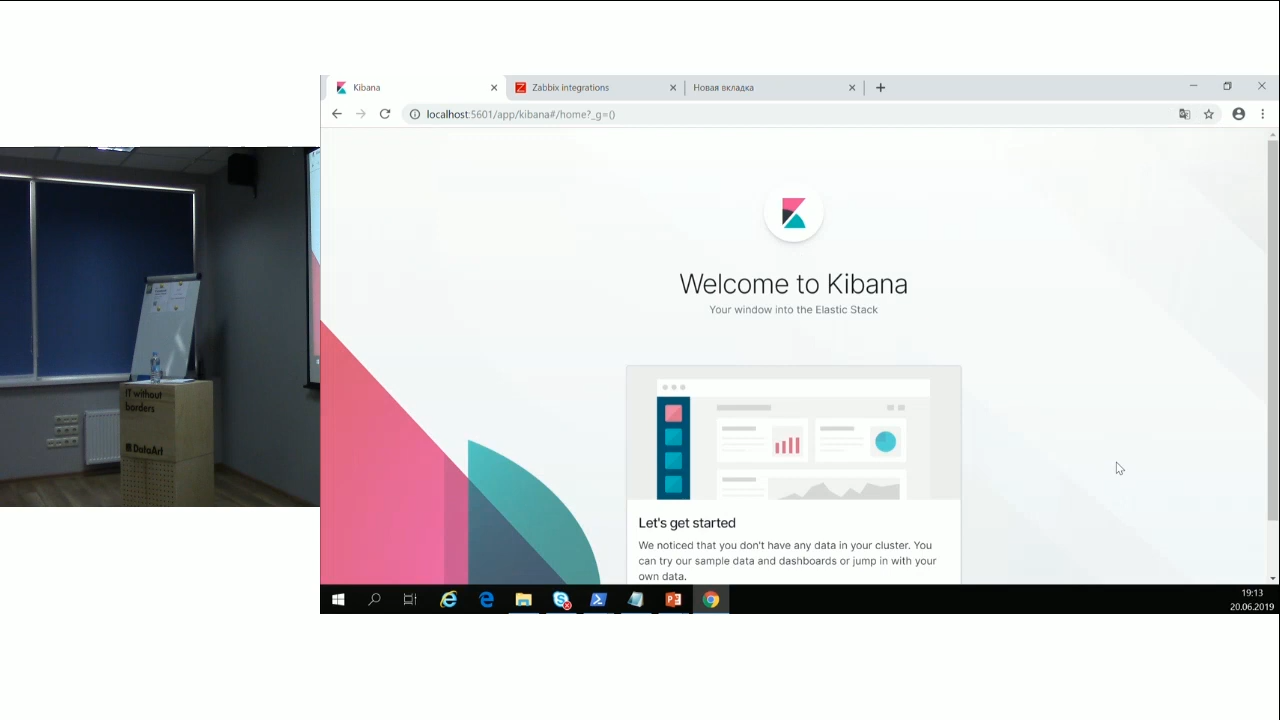 Kibana
Zabbix integrations
Новая вкладка
localhost:5601/app/kibana#/home?_g=()
Welcome to Kibana
Your window into the Elastic Stack
Let's get started
We noticed that you don't have any data in your cluster. You
can try our sample data and dashboards or jump in with your
own data.
19:13
20.06.2019
IT without
borders
DataArt